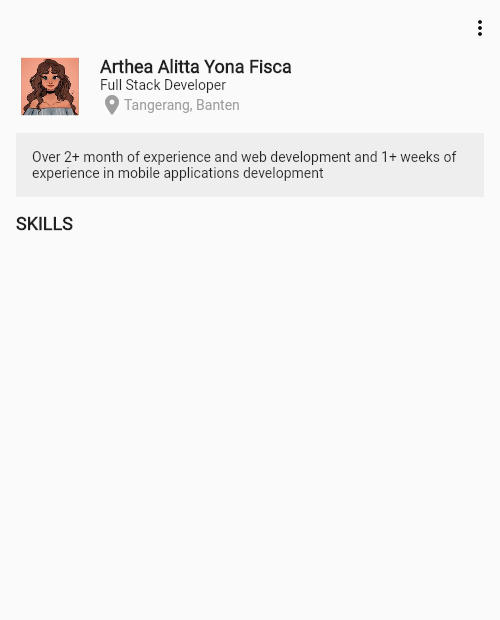 Arthea Alitta Yona Fisca
Full Stack Developer
Tangerang, Banten
Over 2+ month of experience and web development and 1+ weeks of
experience in mobile applications development
SKILLS